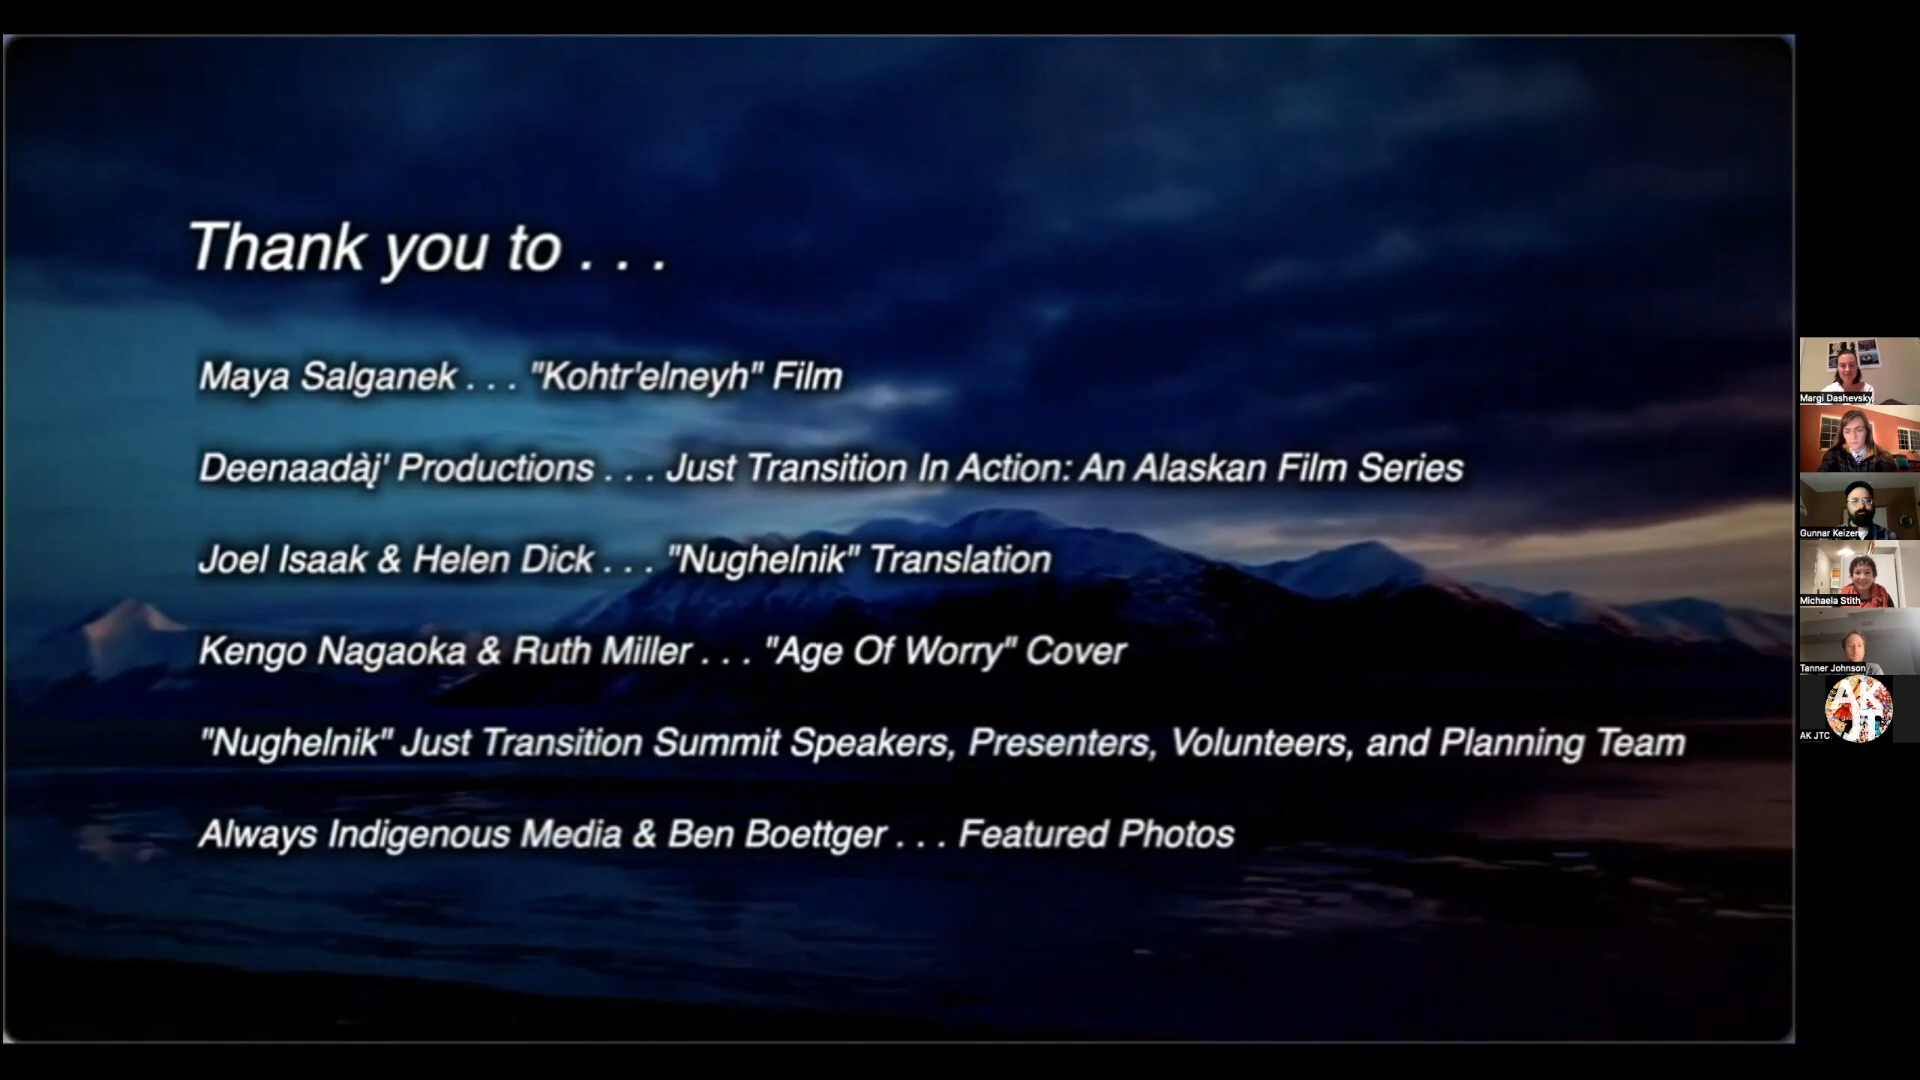 Thank you to . . .
Maya Salganek . . . "Kohtr'elneyh" Film
Deenaadàį' Productions . . . Just Transition In Action: An Alaskan Film Series
Joel Isaak & Helen Dick . . . "Nughelnik" Translation
Kengo Nagaoka & Ruth Miller . . . "Age Of Worry" Cover
"Nughelnik" Just Transition Summit Speakers, Presenters, Volunteers, and Planning Team
Always Indigenous Media & Ben Boettger . . . Featured Photos
Margi Dashevsky
Gunnar Keizer
Michaela Stith
Tanner Johnson
AK
JT
AK JTC